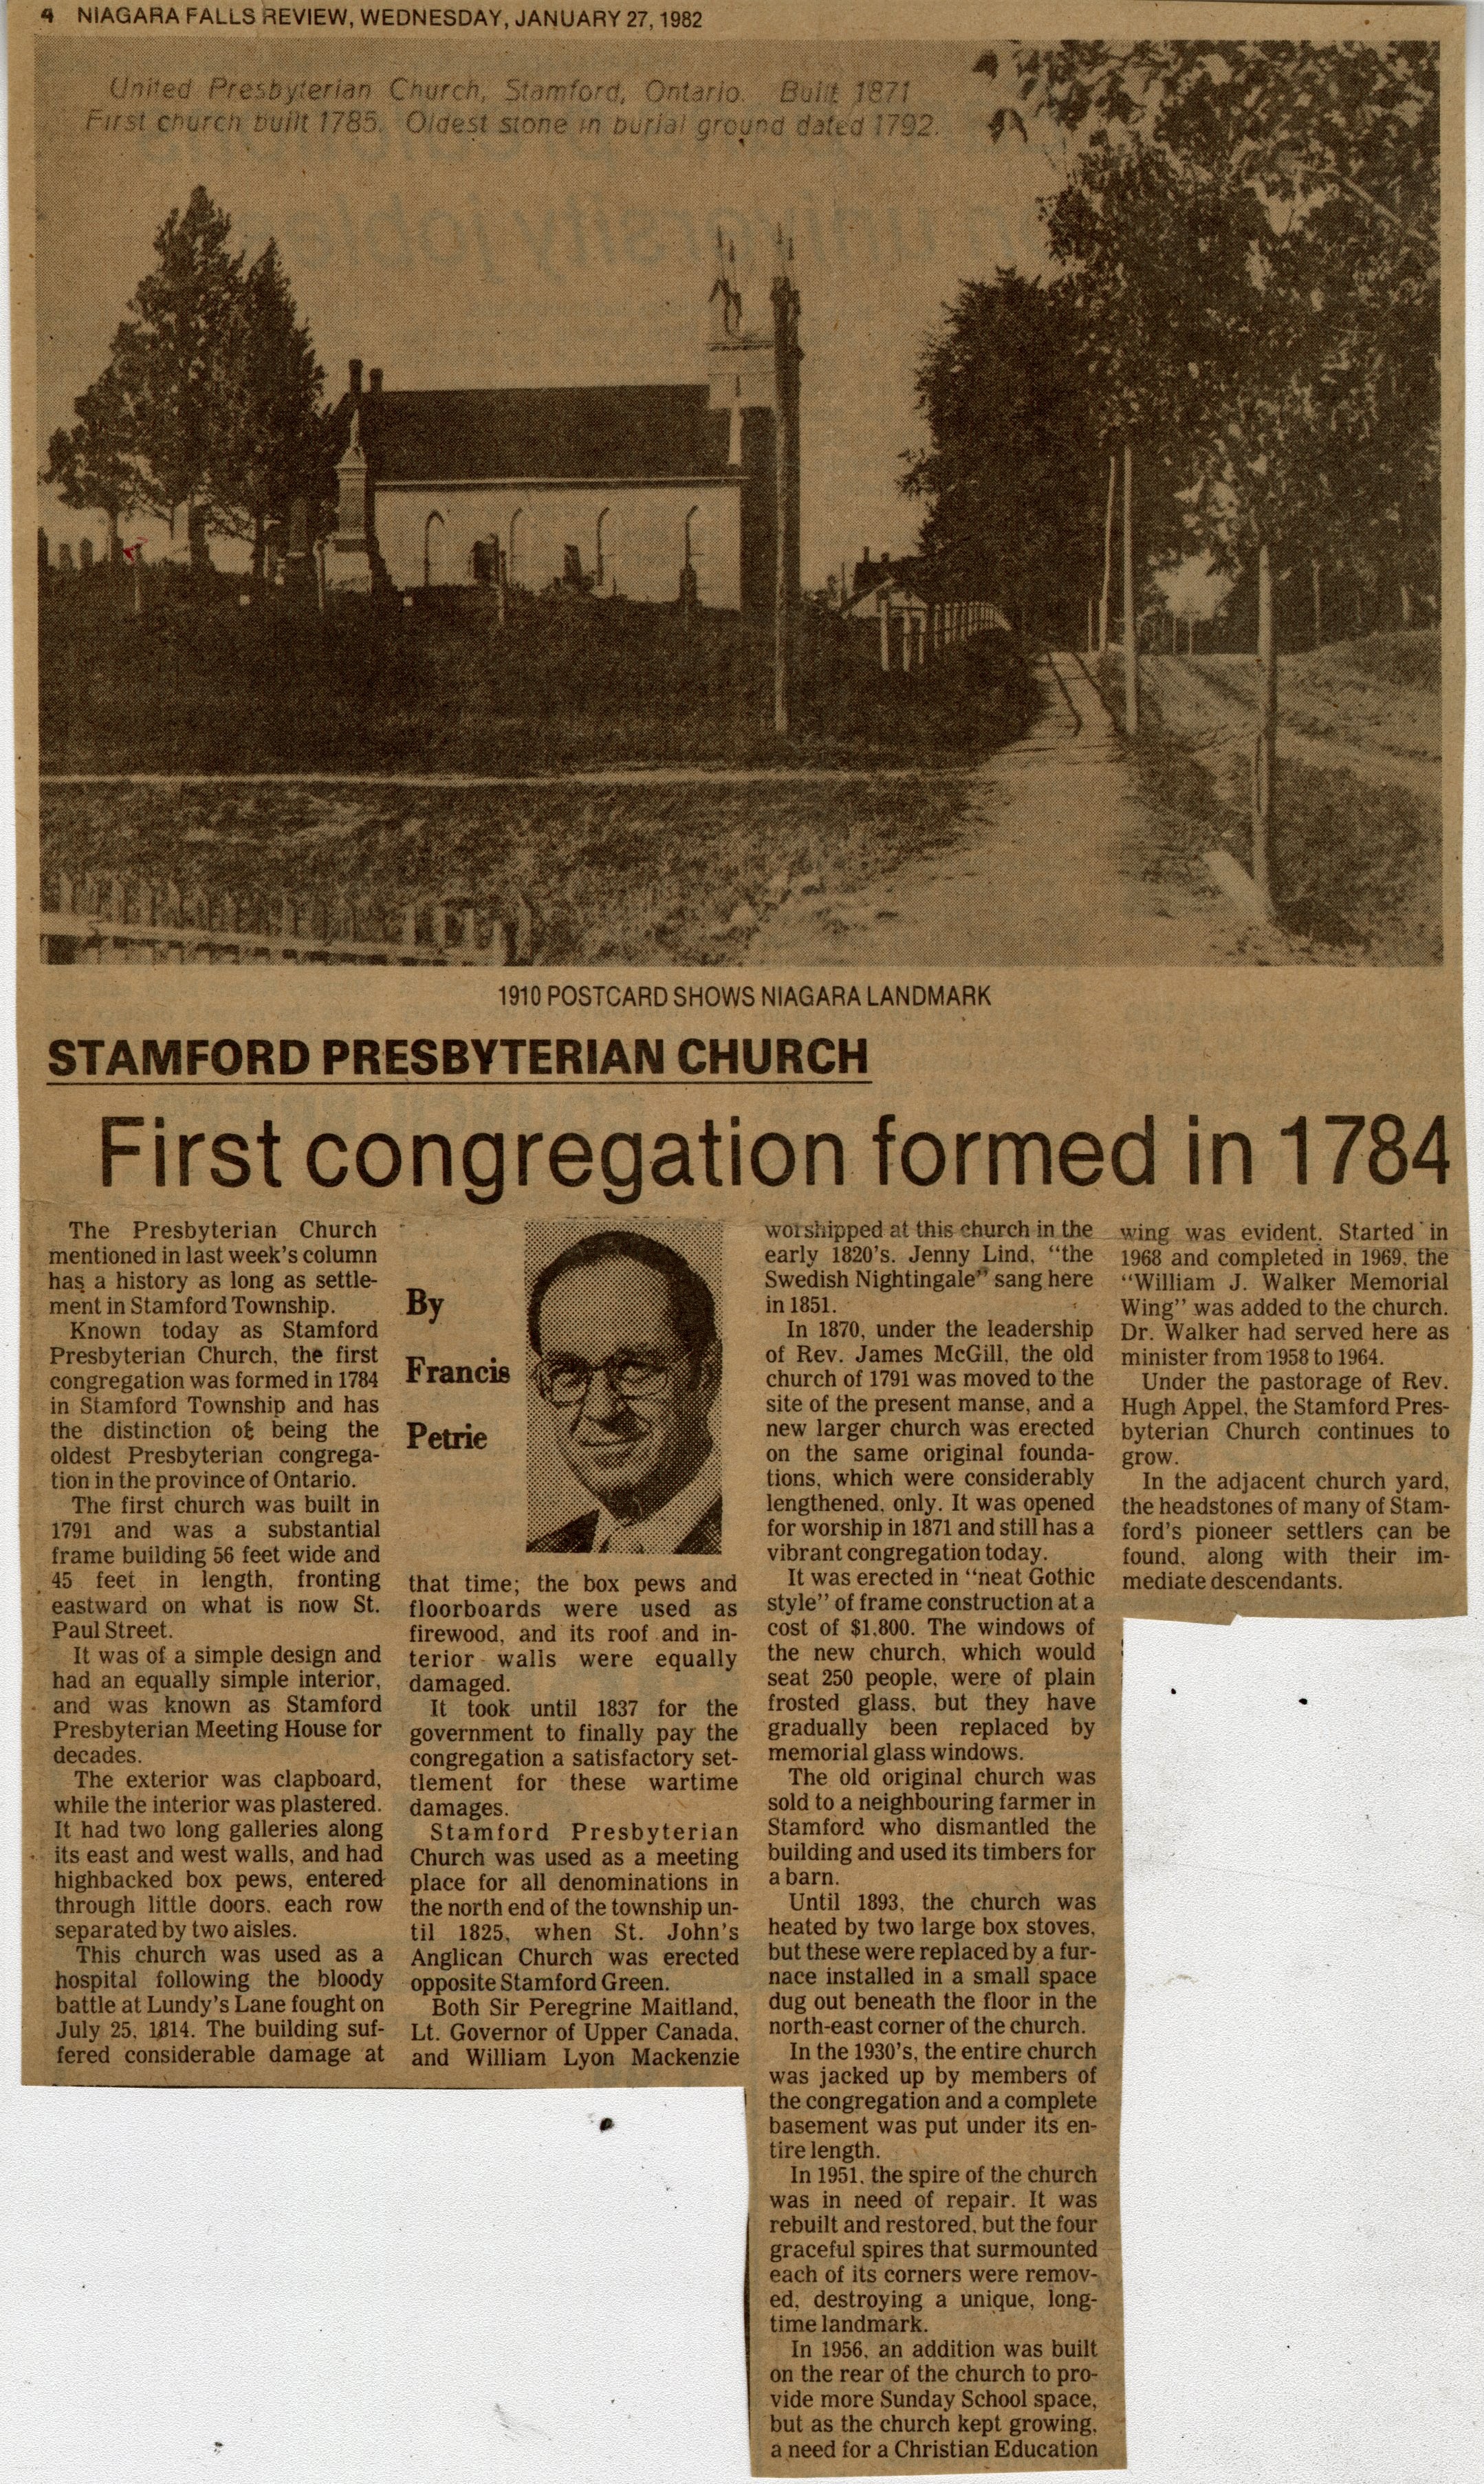 4 NIAGARA FALLS REVIEW, WEDNESDAY, JANUARY 27, 1982
United Presbyterian Church, Stamford, Ontario. Built 1871
First church built 1785. Oldest stone in burial ground dated 1792.
1910 POSTCARD SHOWS NIAGARA LANDMARK
STAMFORD PRESBYTERIAN CHURCH
First congregation formed in 1784
The Presbyterian Church
mentioned in last week's column
has a history as long as settle-
ment in Stamford Township.
Known today as Stamford
Presbyterian Church, the first
congregation was formed in 1784
in Stamford Township and has
the distinction of being the
oldest Presbyterian congrega-
tion in the province of Ontario.
The first church was built in
1791 and was a substantial
frame building 56 feet wide and
45 feet in length, fronting
eastward on what is now St.
Paul Street.
It was of a simple design and
had an equally simple interior,
and was known as Stamford
Presbyterian Meeting House for
decades.
The exterior was clapboard,
while the interior was plastered.
It had two long galleries along
its east and west walls, and had
highbacked box pews, entered
through little doors, each row
separated by two aisles.
This church was used as a
hospital following the bloody
battle at Lundy's Lane fought on
July 25, 1814. The building suf-
fered considerable damage at
By
Francis
Petrie
that time; the box pews and
floorboards were used as
firewood, and its roof and in-
terior walls were equally
damaged.
It took until 1837 for the
government to finally pay the
congregation a satisfactory set-
tlement for these wartime
damages.
Stamford Presbyterian
Church was used as a meeting
place for all denominations in
the north end of the township un-
til 1825, when St. John's
Anglican Church was erected
opposite Stamford Green.
Both Sir Peregrine Maitland,
Lt. Governor of Upper Canada,
and William Lyon Mackenzie
worshipped at this church in the
early 1820's. Jenny Lind, "the
Swedish Nightingale" sang here
in 1851.
In 1870, under the leadership
of Rev. James McGill, the old
church of 1791 was moved to the
site of the present manse, and a
new larger church was erected
on the same original founda-
tions, which were considerably
lengthened, only. It was opened
for worship in 1871 and still has a
vibrant congregation today.
It was erected in "neat Gothic
style" of frame construction at a
cost of $1,800. The windows of
the new church, which would
seat 250 people, were of plain
frosted glass, but they have
gradually been replaced by
memorial glass windows.
The old original church was
sold to a neighbouring farmer in
Stamford who dismantled the
building and used its timbers for
a barn.
Until 1893, the church was
heated by two large box stoves,
but these were replaced by a fur-
nace installed in a small space
dug out beneath the floor in the
north-east corner of the church.
In the 1930's, the entire church
was jacked up by members of
the congregation and a complete
basement was put under its en-
tire length.
In 1951, the spire of the church
was in need of repair. It was
rebuilt and restored, but the four
graceful spires that surmounted
each of its corners were remov-
ed, destroying a unique, long-
time landmark.
In 1956, an addition was built
on the rear of the church to pro-
vide more Sunday School space,
but as the church kept growing,
a need for a Christian Education
wing was evident. Started in
1968 and completed in 1969, the
"William J. Walker Memorial
Wing" was added to the church.
Dr. Walker had served here as
minister from 1958 to 1964.
Under the pastorage of Rev.
Hugh Appel, the Stamford Pres-
byterian Church continues to
grow.
In the adjacent church yard,
the headstones of many of Stam-
ford's pioneer settlers can be
found, along with their im-
mediate descendants.